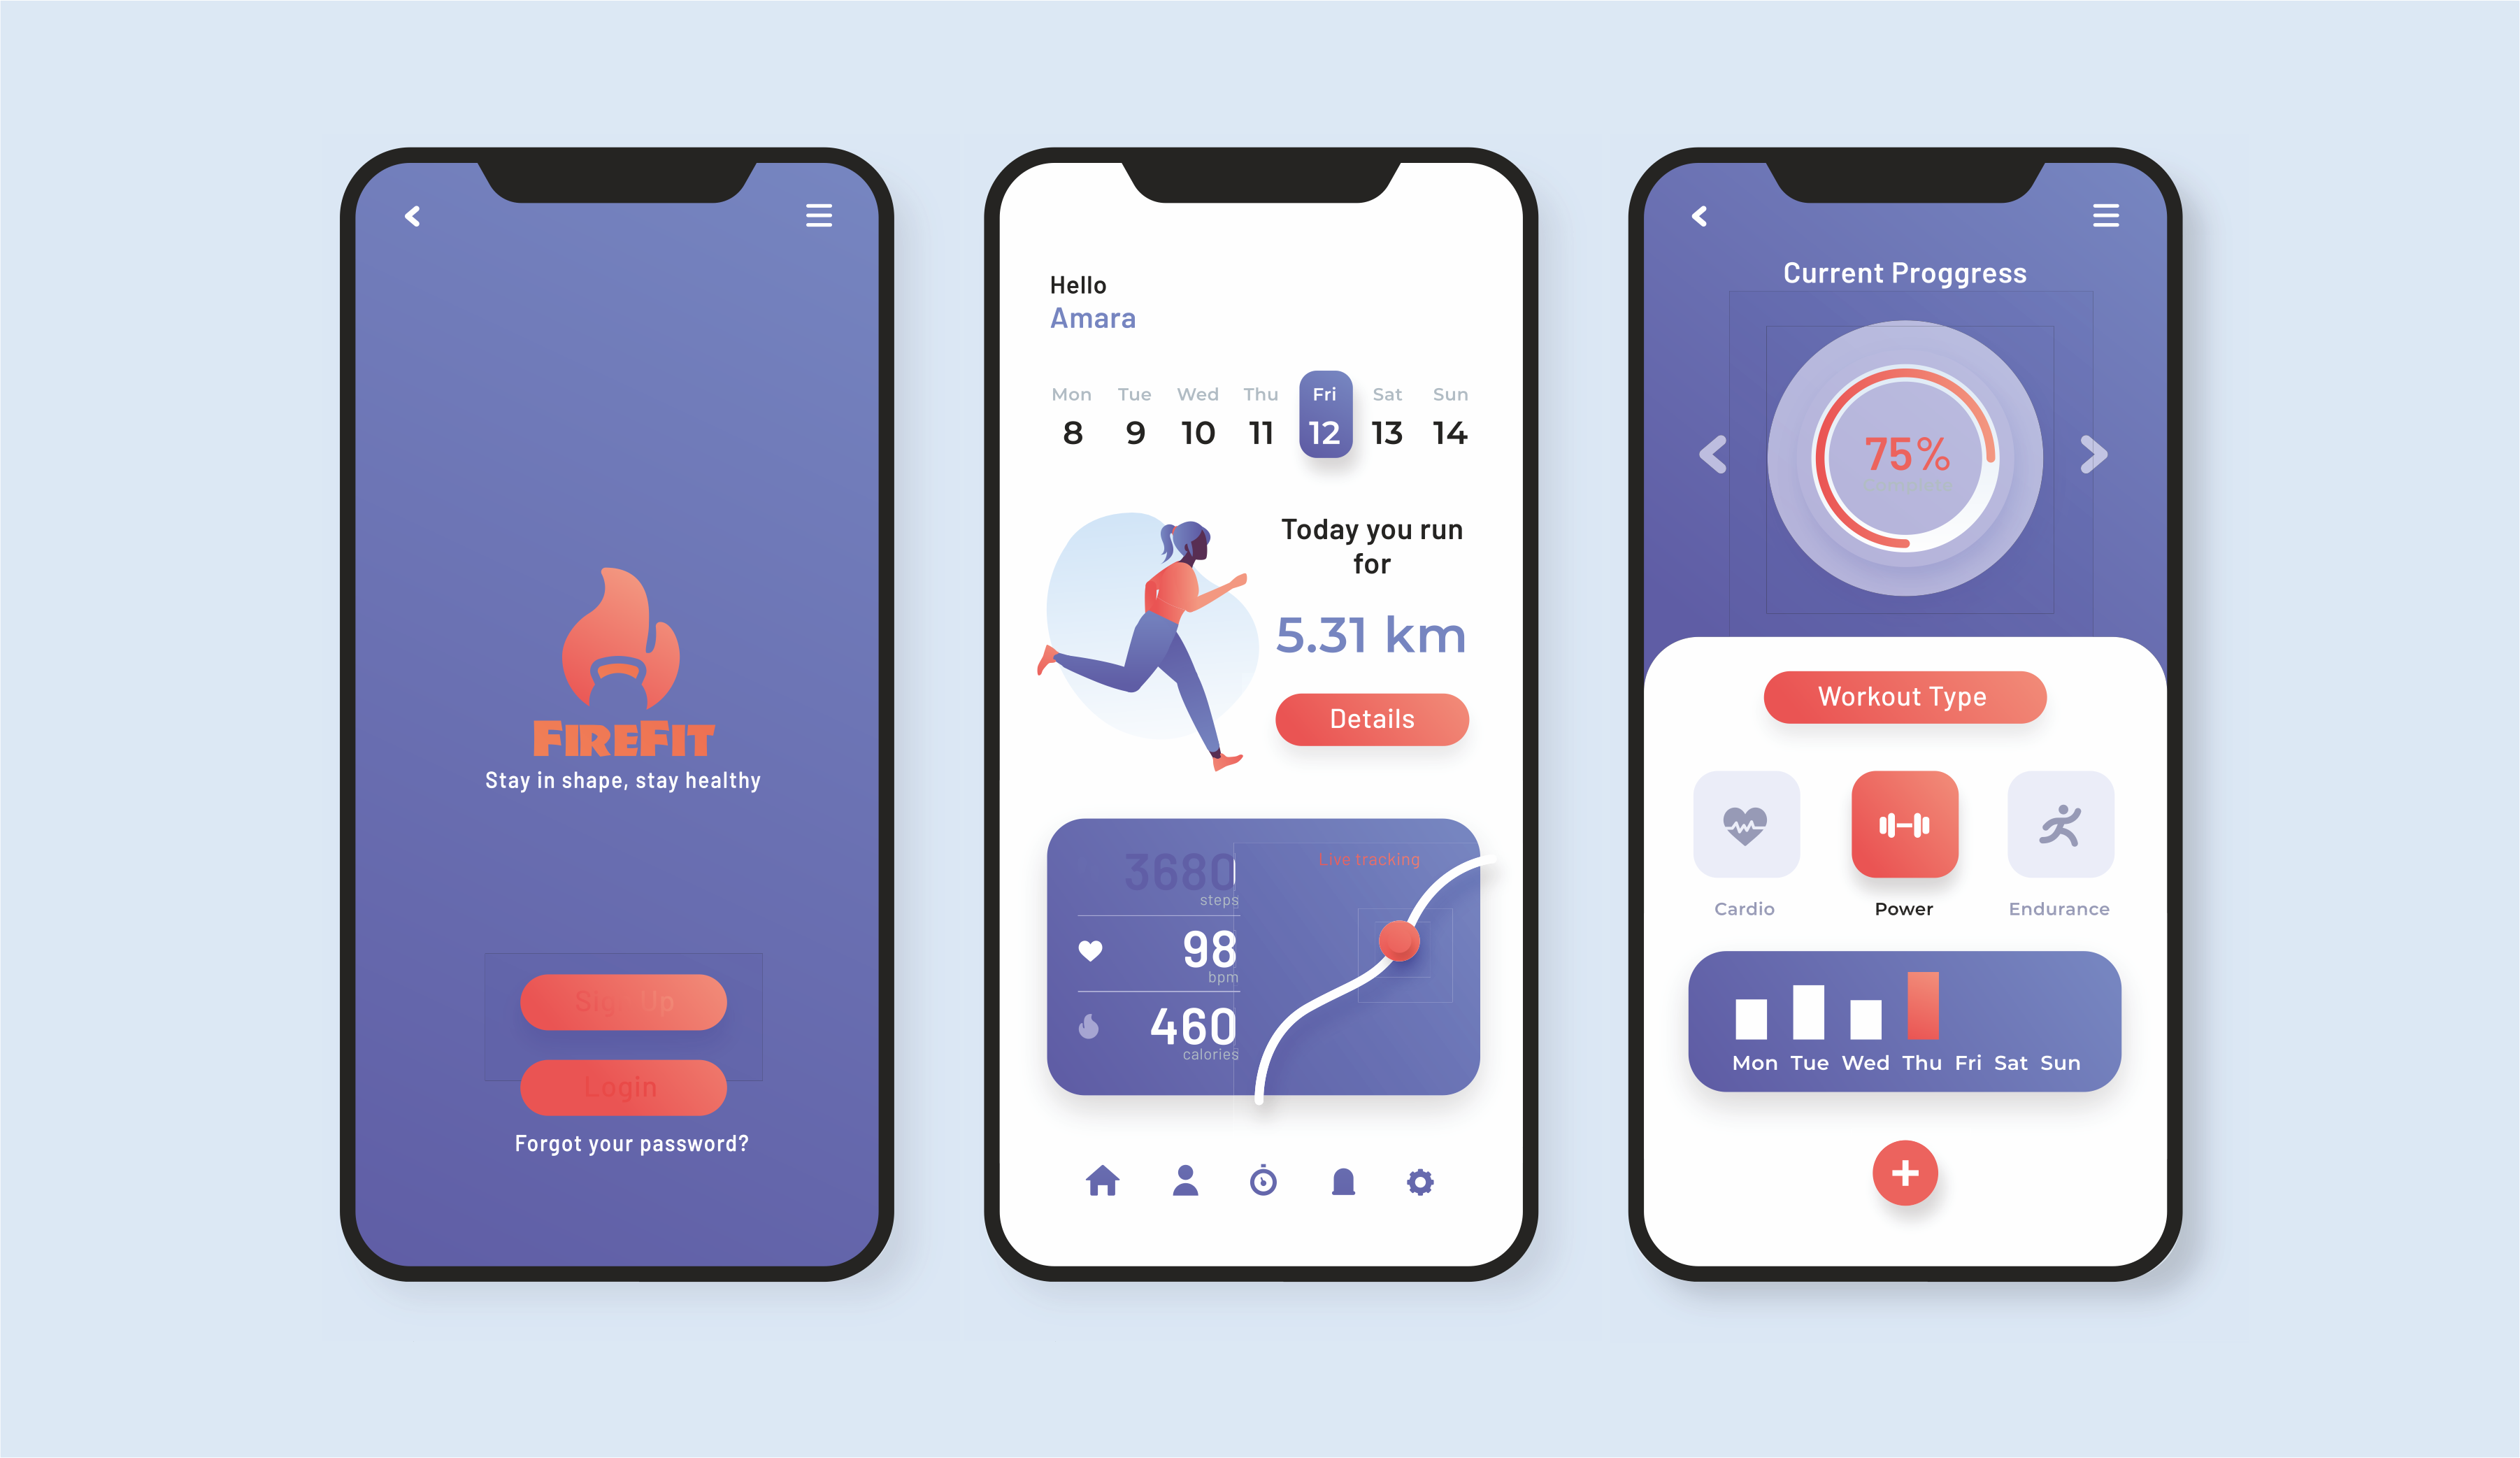 FIREFIT
Stay in shape, stay healthy
Sign Up
Login
Forgot your password?
Hello
Amara
Mon Tue Wed Thu Fri Sat Sun
8 9 10 11 12 13 14
Today you run
for
5.31 km
Details
3680
steps
98
bpm
460
calories
Live tracking
Current Proggress
75%
Workout Type
Cardio Power Endurance
Mon Tue Wed Thu Fri Sat Sun